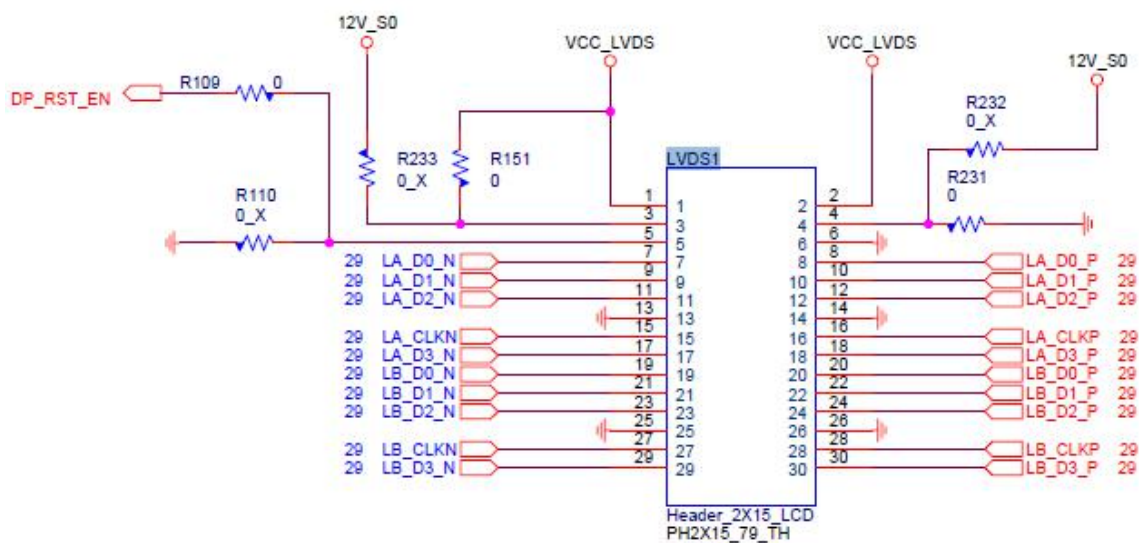 12V_S0
VCC_LVDS
VCC_LVDS
12V_S0
R109 0
DP_RST_EN
R232
0_X
R233
0_X
R151
0
LVDS1
R231
0
R110
0_X
1 1 2 2
3 3 4 4
5 5 6 6
29 LA_D0_N 7 7 8 8 LA_D0_P 29
29 LA_D1_N 9 9 10 10 LA_D1_P 29
29 LA_D2_N 11 11 12 12 LA_D2_P 29
13 13 14 14
29 LA_CLKN 15 15 16 16 LA_CLKP 29
29 LA_D3_N 17 17 18 18 LA_D3_P 29
29 LB_D0_N 19 19 20 20 LB_D0_P 29
29 LB_D1_N 21 21 22 22 LB_D1_P 29
29 LB_D2_N 23 23 24 24 LB_D2_P 29
25 25 26 26
29 LB_CLKN 27 27 28 28 LB_CLKP 29
29 LB_D3_N 29 29 30 30 LB_D3_P 29
Header_2X15_LCD
PH2X15_79_TH